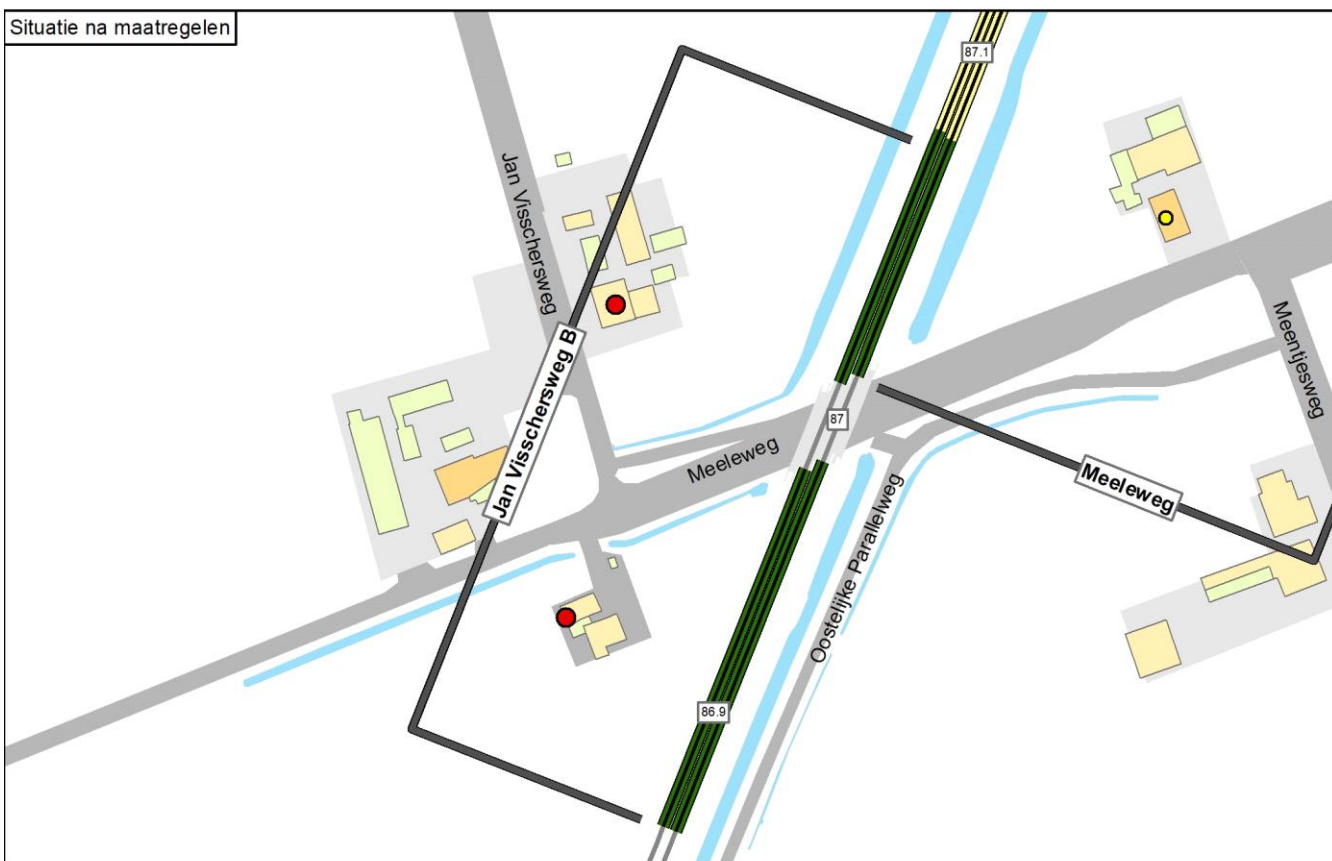 Situatie na maatregelen
87.1
Jan Visschersweg
Jan Visschersweg B
Meeleweg
87
Meentjesweg
Meeleweg
Oostelijke Parallelweg
86.9